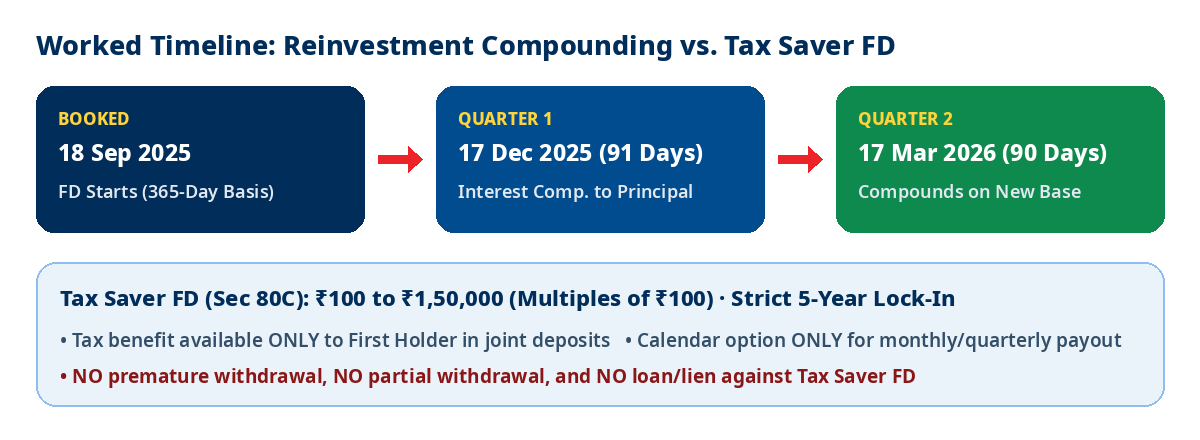 Worked Timeline: Reinvestment Compounding vs. Tax Saver FD
BOOKED
18 Sep 2025
FD Starts (365-Day Basis)
QUARTER 1
17 Dec 2025 (91 Days)
Interest Comp. to Principal
QUARTER 2
17 Mar 2026 (90 Days)
Compounds on New Base
Tax Saver FD (Sec 80C): ₹100 to ₹1,50,000 (Multiples of ₹100) · Strict 5-Year Lock-In
• Tax benefit available ONLY to First Holder in joint deposits • Calendar option ONLY for monthly/quarterly payout
• NO premature withdrawal, NO partial withdrawal, and NO loan/lien against Tax Saver FD